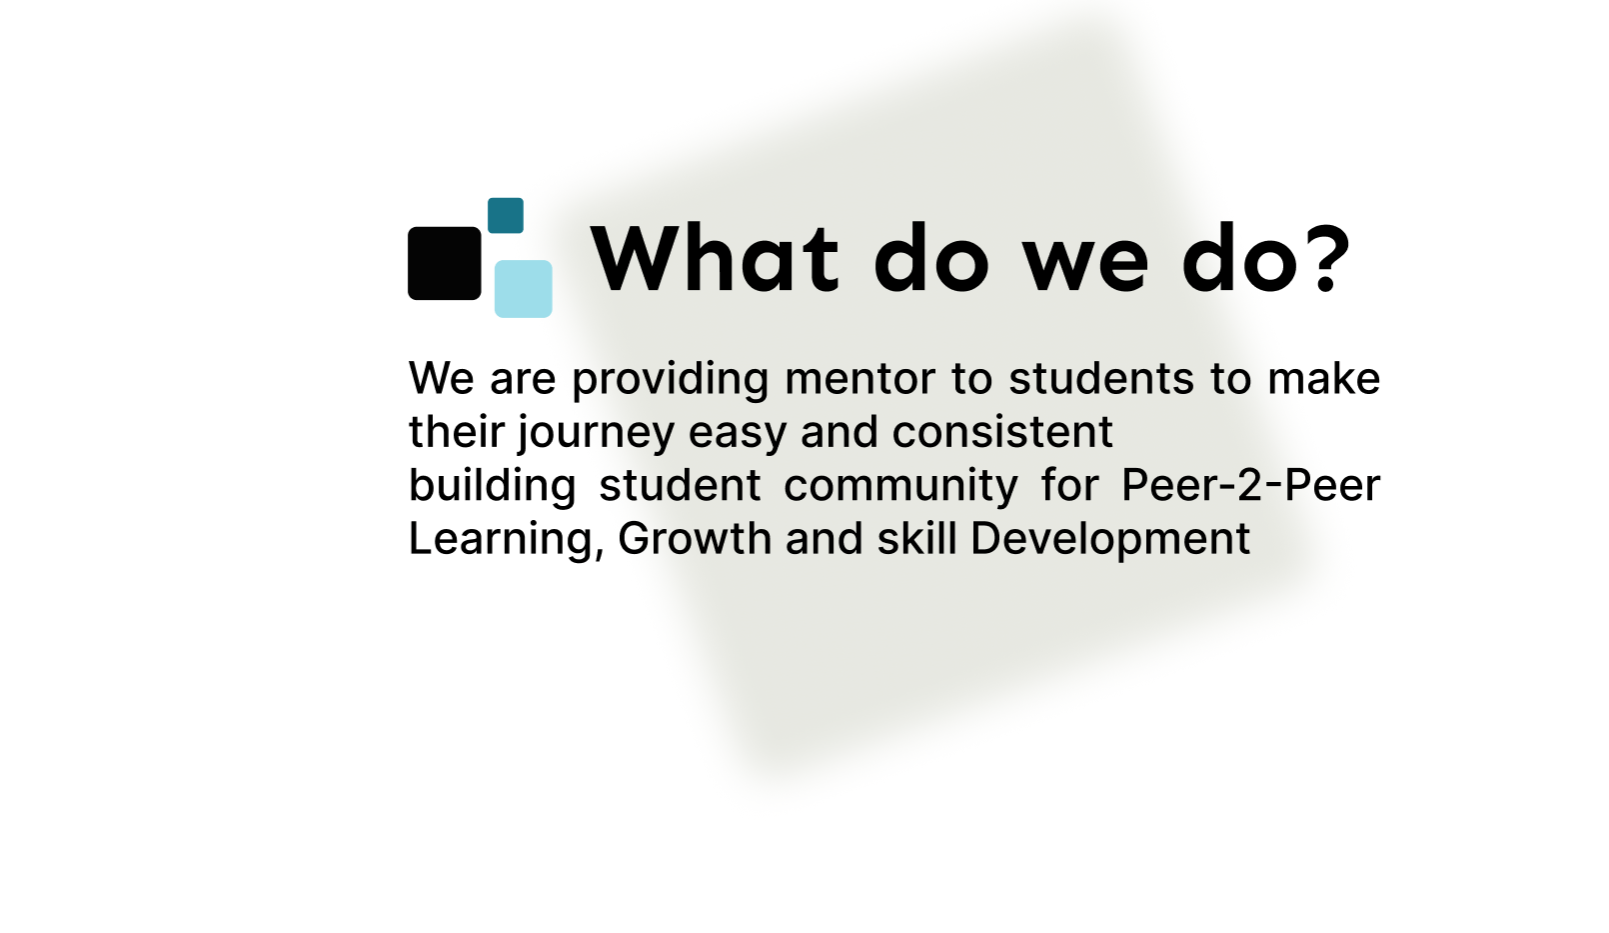 What do we do?
We are providing mentor to students to make
their journey easy and consistent
building student community for Peer-2-Peer
Learning, Growth and skill Development